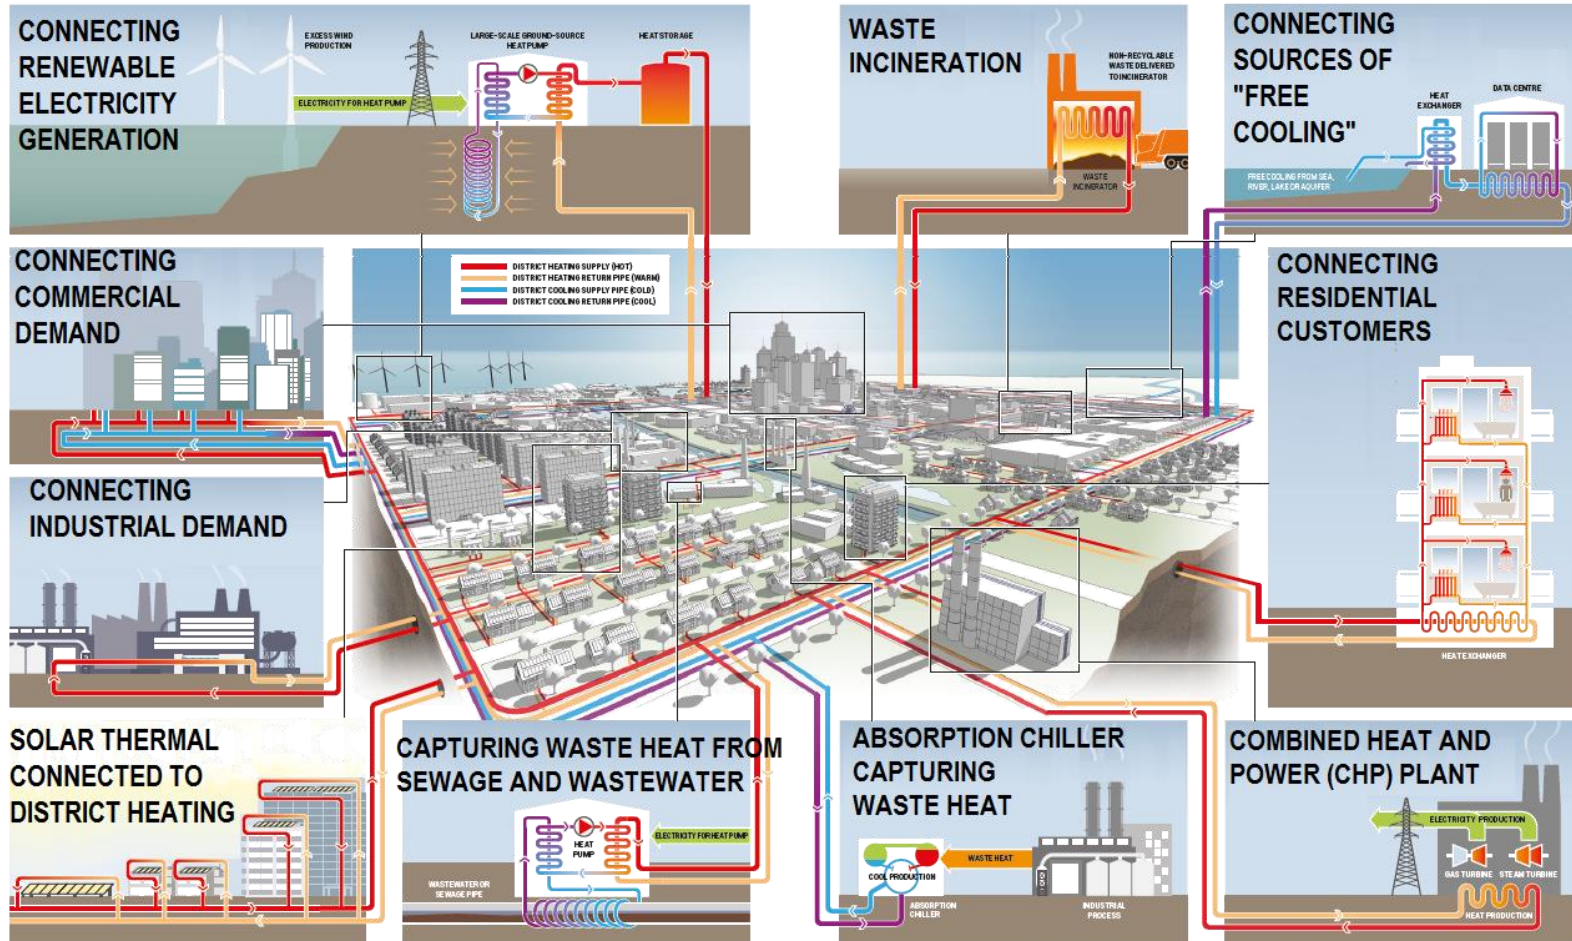 CONNECTING
RENEWABLE
ELECTRICITY
GENERATION
EXCESS WIND
PRODUCTION
LARGE-SCALE GROUND-SOURCE
HEAT PUMP
HEAT STORAGE
ELECTRICITY FOR HEAT PUMP
WASTE
INCINERATION
NON-RECYCLABLE
WASTE DELIVERED
TO INCINERATOR
WASTE
INCINERATOR
CONNECTING
SOURCES OF
"FREE
COOLING"
HEAT
EXCHANGER
DATA CENTRE
FREE COOLING FROM SEA,
RIVER, LAKE OR AQUIFER
CONNECTING
COMMERCIAL
DEMAND
DISTRICT HEATING SUPPLY (HOT)
DISTRICT HEATING RETURN PIPE (WARM)
DISTRICT COOLING SUPPLY PIPE (COLD)
DISTRICT COOLING RETURN PIPE (COOL)
CONNECTING
RESIDENTIAL
CUSTOMERS
HEAT EXCHANGER
CONNECTING
INDUSTRIAL DEMAND
SOLAR THERMAL
CONNECTED TO
DISTRICT HEATING
CAPTURING WASTE HEAT FROM
SEWAGE AND WASTEWATER
HEAT
PUMP
ELECTRICITY FOR HEAT PUMP
WASTEWATER OR
SEWAGE PIPE
ABSORPTION CHILLER
CAPTURING
WASTE HEAT
COOL PRODUCTION
WASTE HEAT
ABSORPTION
CHILLER
INDUSTRIAL
PROCESS
COMBINED HEAT AND
POWER (CHP) PLANT
ELECTRICITY PRODUCTION
GAS TURBINE
STEAM TURBINE
HEAT PRODUCTION